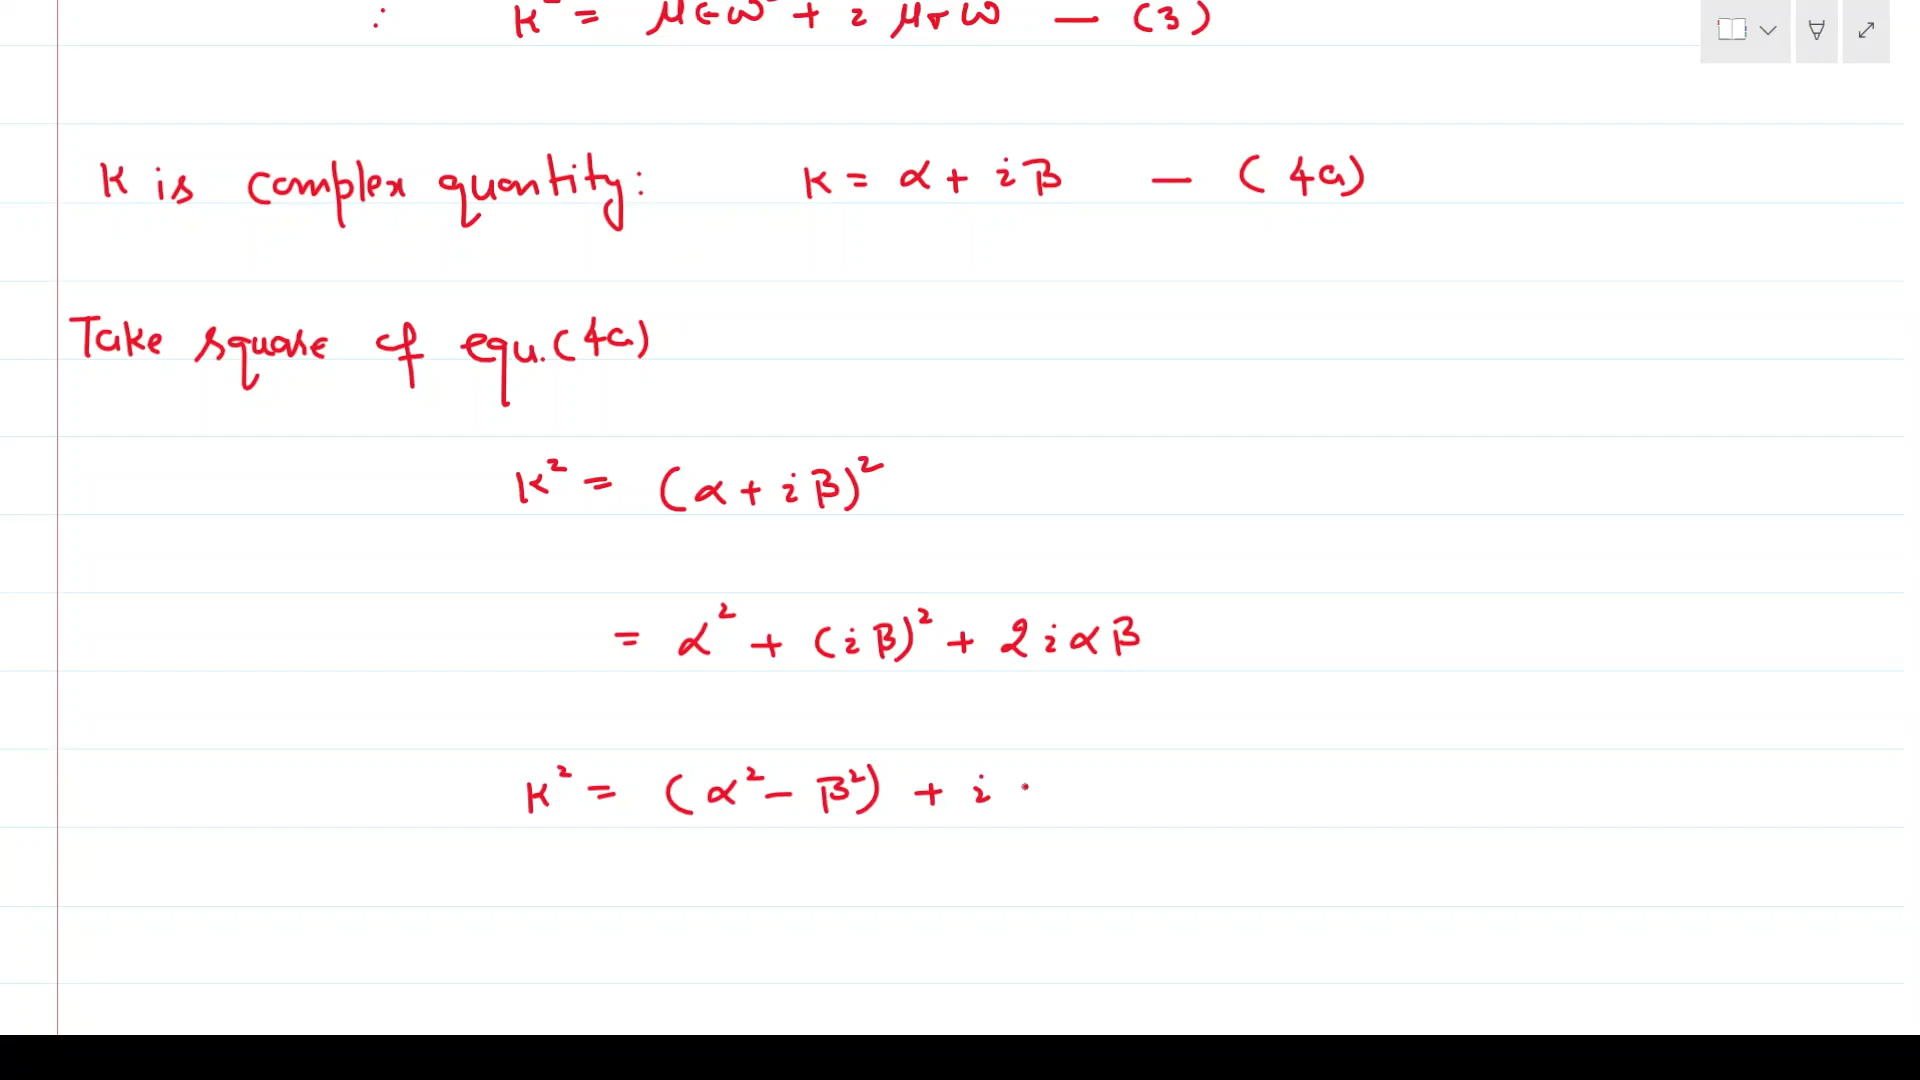 ∴ K² = μϵω² + i μσω — (3)
K is complex quantity: K = α + iβ — (4a)
Take square of equ.(4a)
K² = (α + iβ)²
= α² + (iβ)² + 2iαβ
K² = (α² - β²) + i